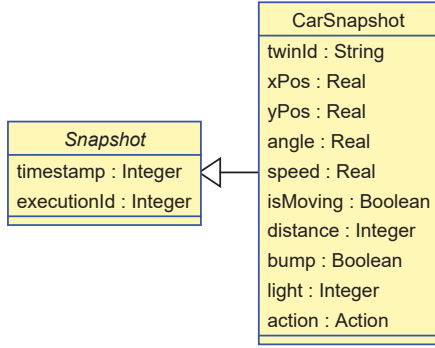 Snapshot
timestamp : Integer
executionId : Integer
CarSnapshot
twinId : String
xPos : Real
yPos : Real
angle : Real
speed : Real
isMoving : Boolean
distance : Integer
bump : Boolean
light : Integer
action : Action